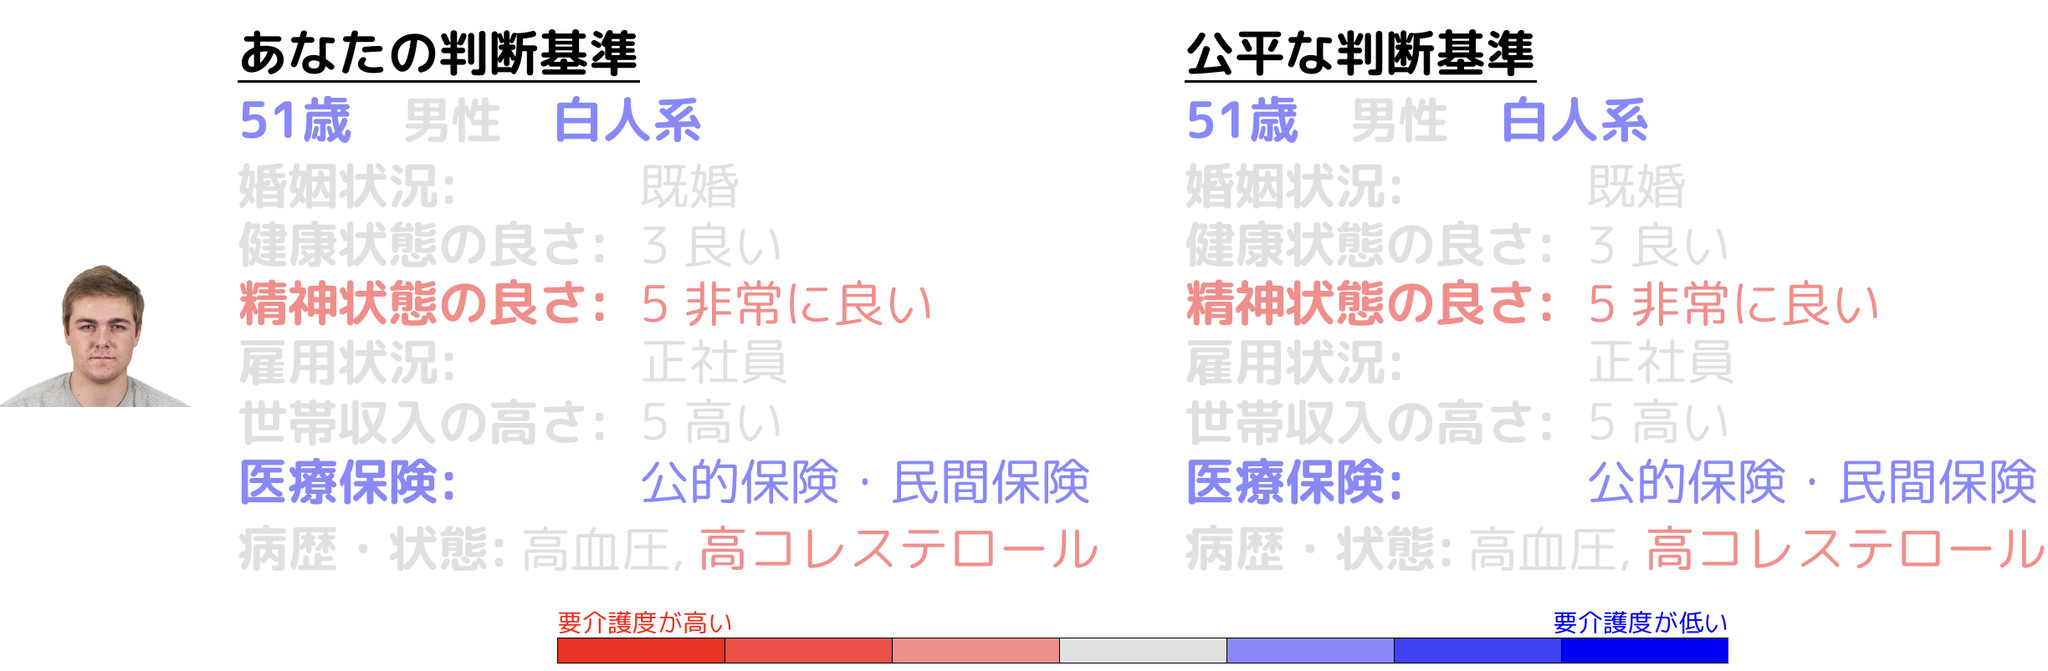 あなたの判断基準
51歳 男性 白人系
婚姻状況: 既婚
健康状態の良さ: 3 良い
精神状態の良さ: 5 非常に良い
雇用状況: 正社員
世帯収入の高さ: 5 高い
医療保険: 公的保険・民間保険
病歴・状態: 高血圧, 高コレステロール
公平な判断基準
51歳 男性 白人系
婚姻状況: 既婚
健康状態の良さ: 3 良い
精神状態の良さ: 5 非常に良い
雇用状況: 正社員
世帯収入の高さ: 5 高い
医療保険: 公的保険・民間保険
病歴・状態: 高血圧, 高コレステロール
要介護度が高い
要介護度が低い